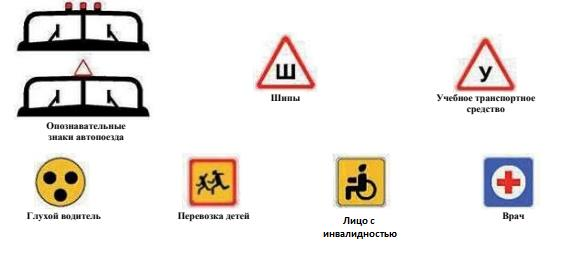 Ш
У
Опознавательные
знаки автопоезда
Шипы
Учебное транспортное
средство
Глухой водитель
Перевозка детей
Лицо с
инвалидностью
Врач